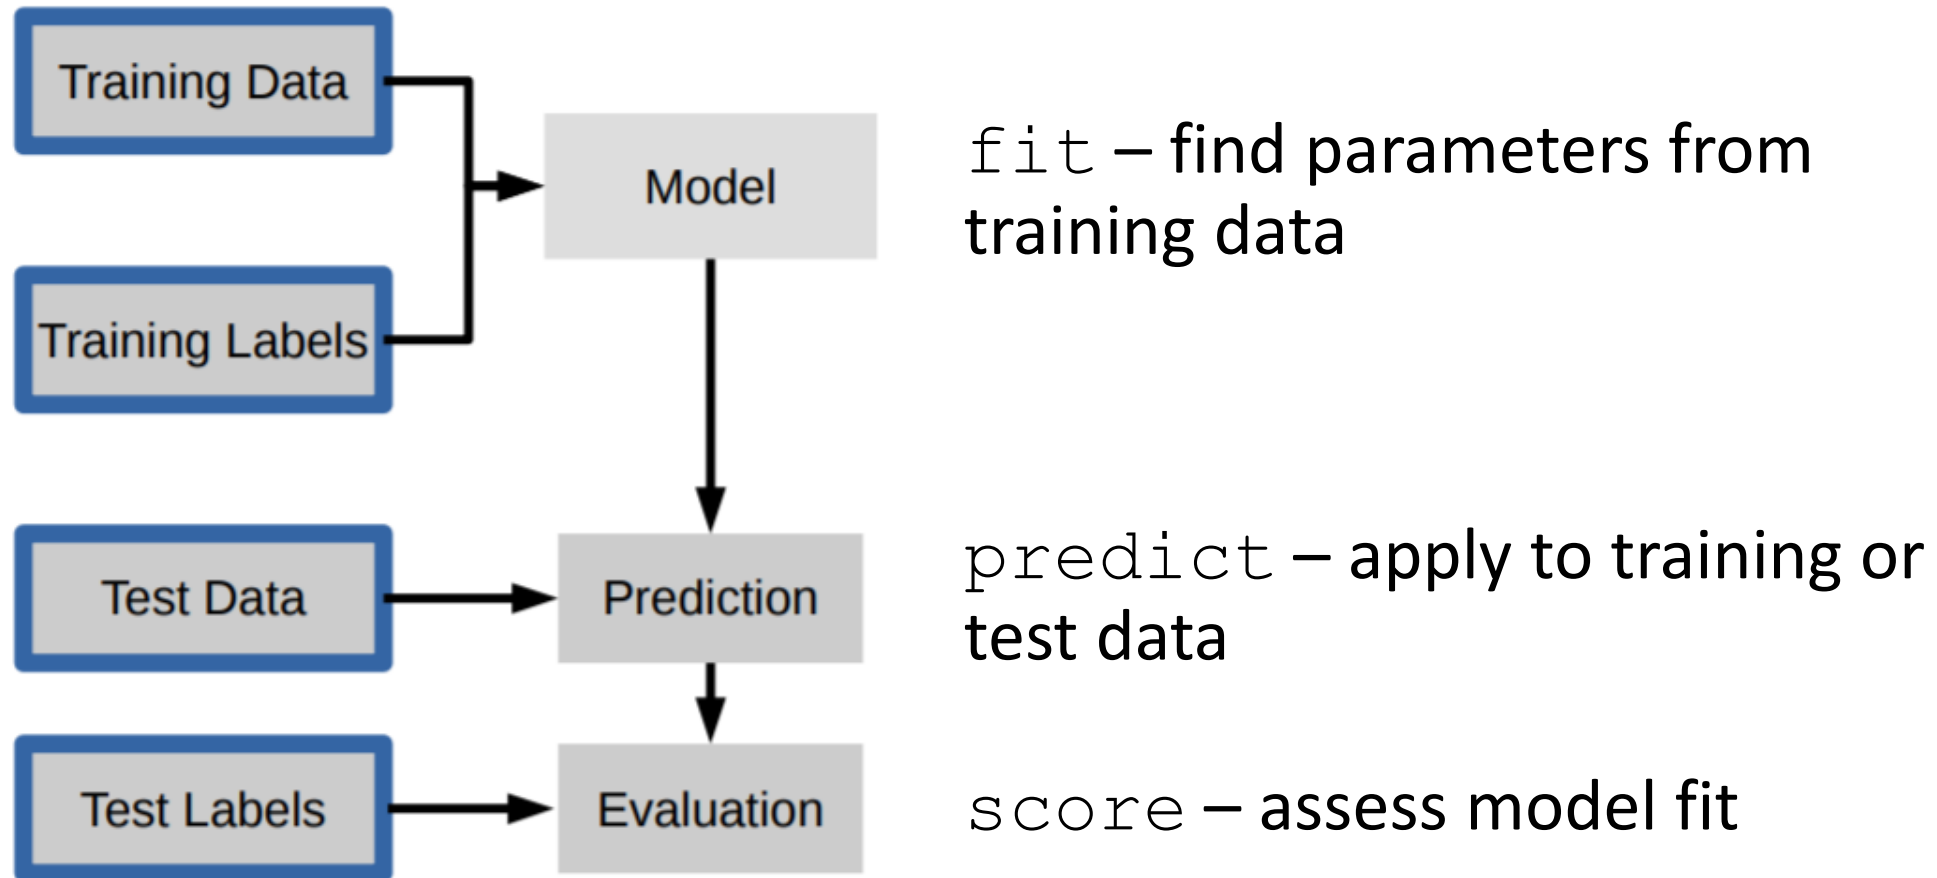 Training Data
Training Labels
Model
fit – find parameters from
training data
Test Data
Prediction
predict – apply to training or
test data
Test Labels
Evaluation
score – assess model fit